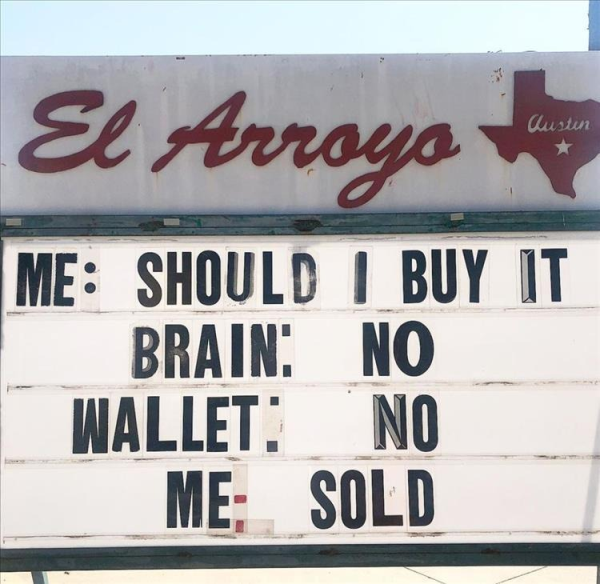 El Arroyo
Austin
ME: SHOULD I BUY IT
BRAIN: NO
WALLET: NO
ME: SOLD